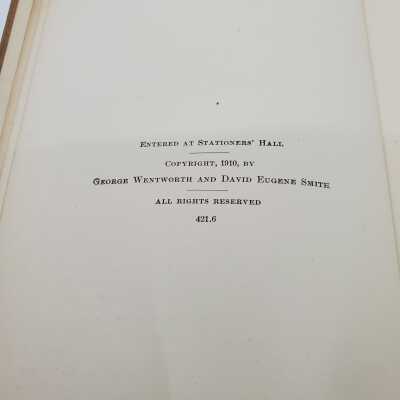 ENTERED AT STATIONERS' HALL
COPYRIGHT, 1910, BY
GEORGE WENTWORTH AND DAVID EUGENE SMITH
ALL RIGHTS RESERVED
421.6